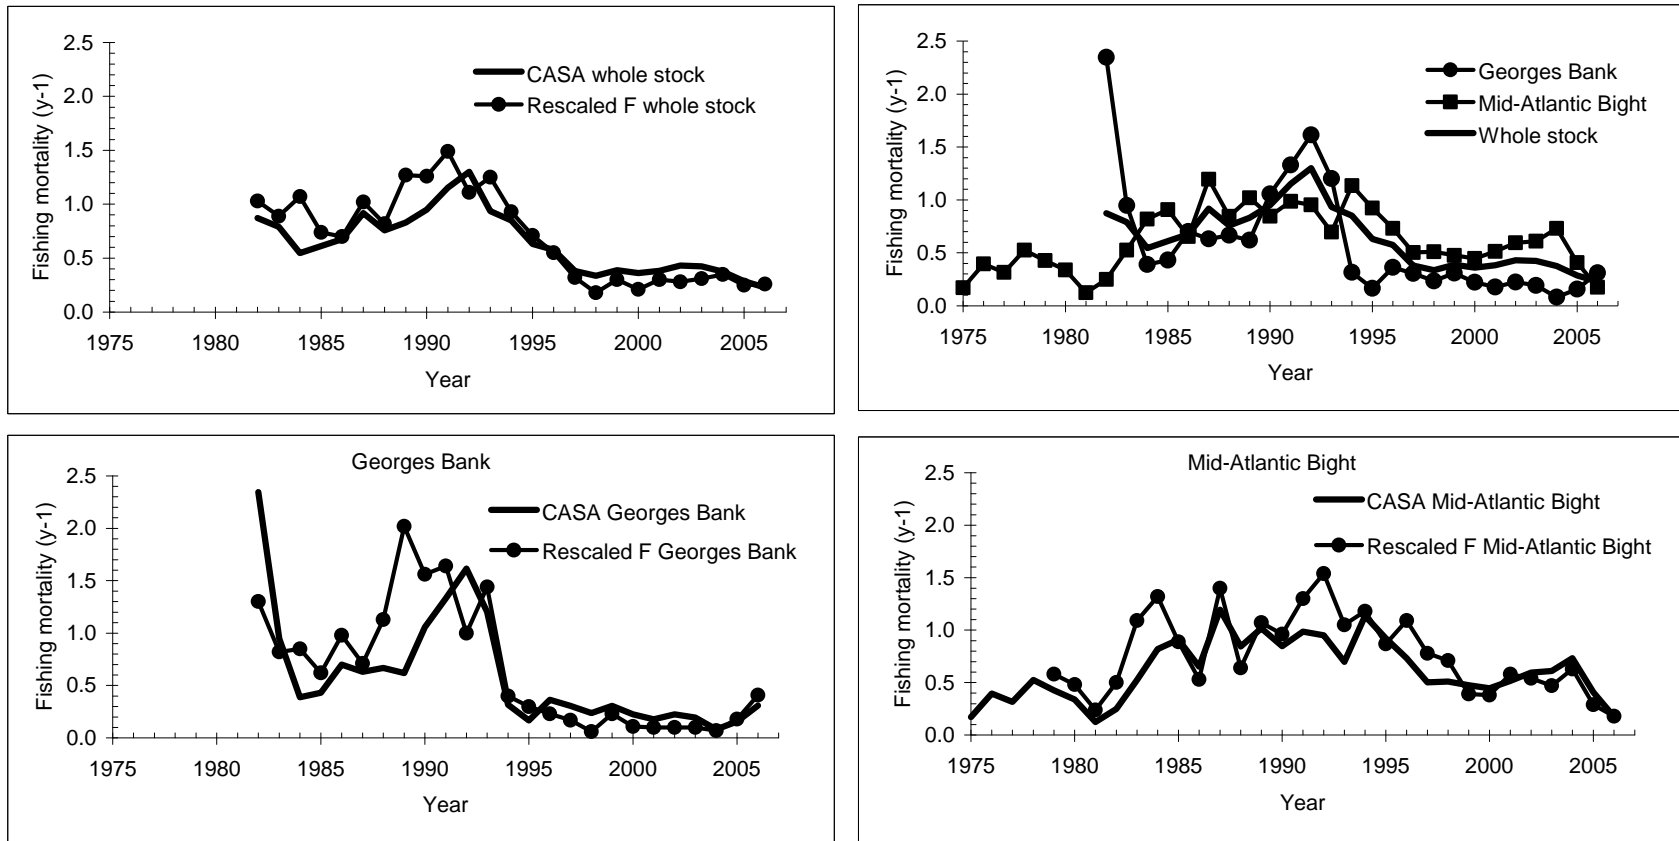 2.5
2.0
1.5
1.0
0.5
0.0
Fishing mortality (y-1)
CASA whole stock
Rescaled F whole stock
1975 1980 1985 1990 1995 2000 2005
Year
2.5
2.0
1.5
1.0
0.5
0.0
Fishing mortality (y-1)
Georges Bank
Mid-Atlantic Bight
Whole stock
1975 1980 1985 1990 1995 2000 2005
Year
Georges Bank
2.5
2.0
1.5
1.0
0.5
0.0
Fishing mortality (y-1)
CASA Georges Bank
Rescaled F Georges Bank
1975 1980 1985 1990 1995 2000 2005
Year
Mid-Atlantic Bight
2.5
2.0
1.5
1.0
0.5
0.0
Fishing mortality (y-1)
CASA Mid-Atlantic Bight
Rescaled F Mid-Atlantic Bight
1975 1980 1985 1990 1995 2000 2005
Year